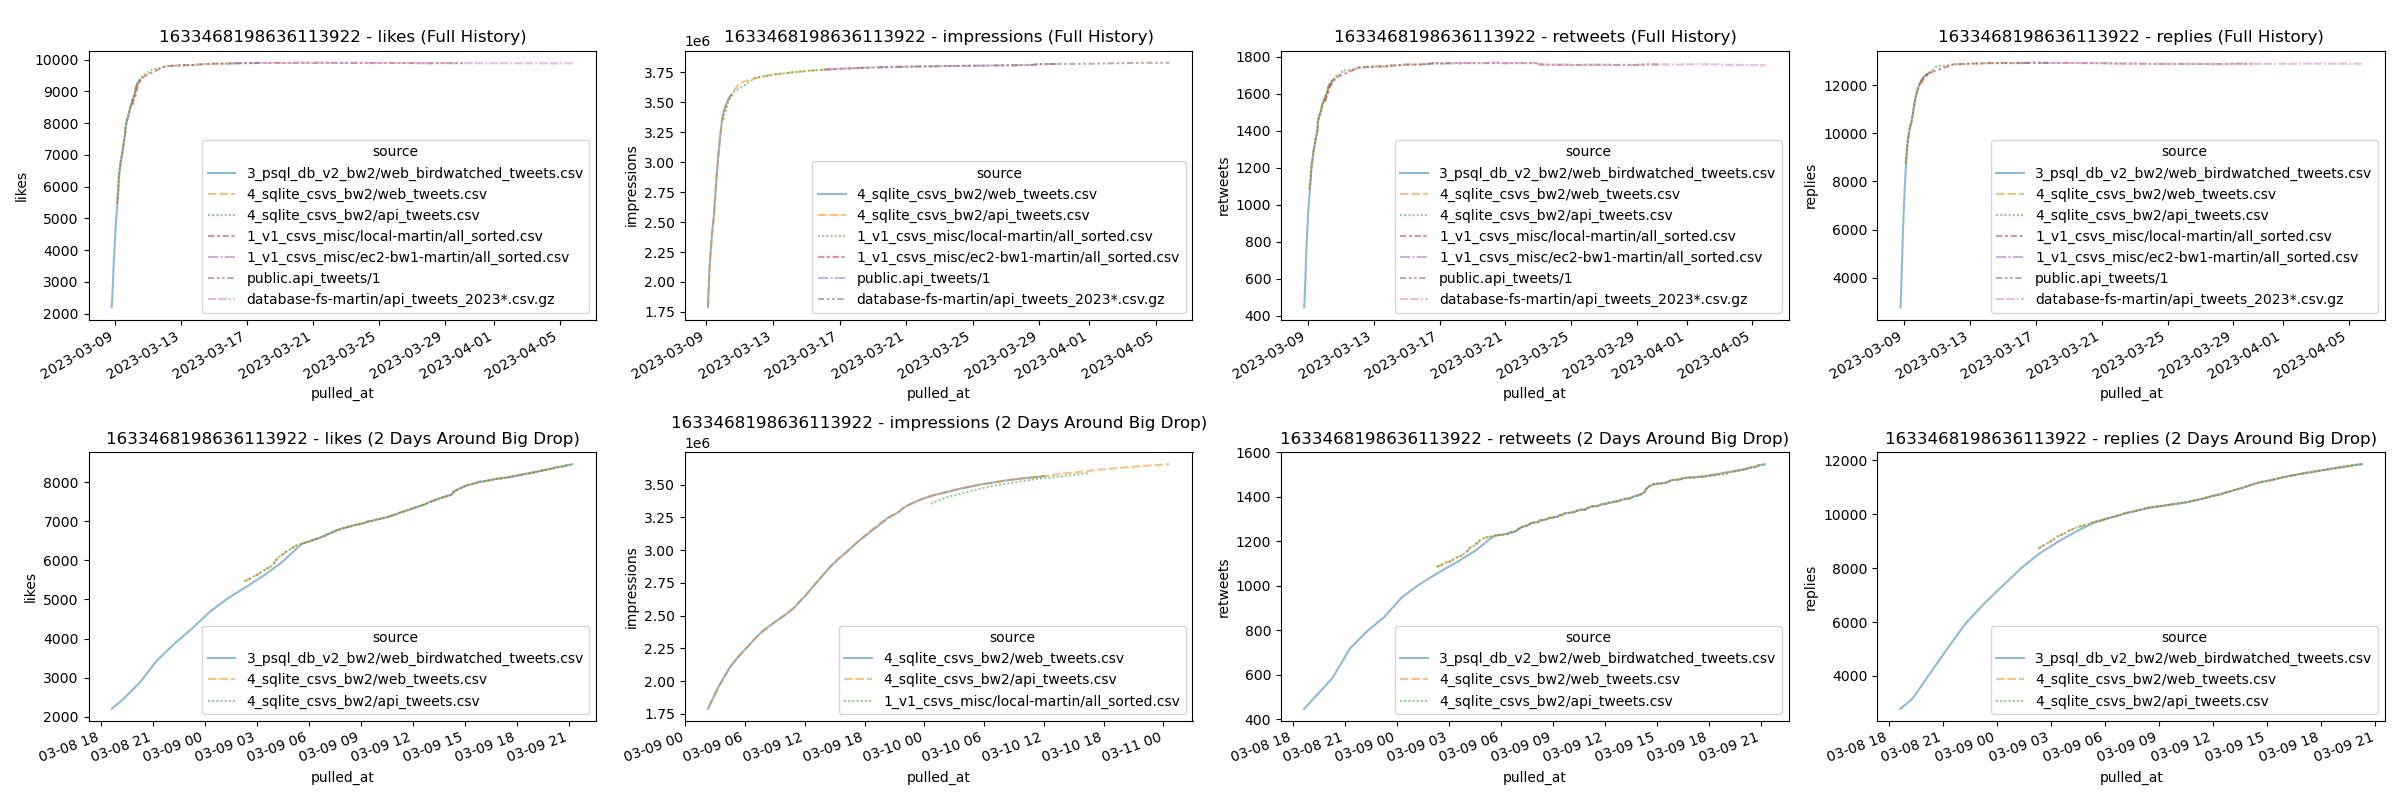 1633468198636113922 - likes (Full History)
likes
10000
9000
8000
7000
6000
5000
4000
3000
2000
source
3_psql_db_v2_bw2/web_birdwatched_tweets.csv
4_sqlite_csvs_bw2/web_tweets.csv
4_sqlite_csvs_bw2/api_tweets.csv
1_v1_csvs_misc/local-martin/all_sorted.csv
1_v1_csvs_misc/ec2-bw1-martin/all_sorted.csv
public.api_tweets/1
database-fs-martin/api_tweets_2023*.csv.gz
2023-03-09
2023-03-13
2023-03-17
2023-03-21
2023-03-25
2023-03-29
2023-04-01
2023-04-05
pulled_at
1633468198636113922 - impressions (Full History)
1e6
impressions
3.75
3.50
3.25
3.00
2.75
2.50
2.25
2.00
1.75
source
4_sqlite_csvs_bw2/web_tweets.csv
4_sqlite_csvs_bw2/api_tweets.csv
1_v1_csvs_misc/local-martin/all_sorted.csv
1_v1_csvs_misc/ec2-bw1-martin/all_sorted.csv
public.api_tweets/1
database-fs-martin/api_tweets_2023*.csv.gz
2023-03-09
2023-03-13
2023-03-17
2023-03-21
2023-03-25
2023-03-29
2023-04-01
2023-04-05
pulled_at
1633468198636113922 - retweets (Full History)
retweets
1800
1600
1400
1200
1000
800
600
400
source
3_psql_db_v2_bw2/web_birdwatched_tweets.csv
4_sqlite_csvs_bw2/web_tweets.csv
4_sqlite_csvs_bw2/api_tweets.csv
1_v1_csvs_misc/local-martin/all_sorted.csv
1_v1_csvs_misc/ec2-bw1-martin/all_sorted.csv
public.api_tweets/1
database-fs-martin/api_tweets_2023*.csv.gz
2023-03-09
2023-03-13
2023-03-17
2023-03-21
2023-03-25
2023-03-29
2023-04-01
2023-04-05
pulled_at
1633468198636113922 - replies (Full History)
replies
12000
10000
8000
6000
4000
source
3_psql_db_v2_bw2/web_birdwatched_tweets.csv
4_sqlite_csvs_bw2/web_tweets.csv
4_sqlite_csvs_bw2/api_tweets.csv
1_v1_csvs_misc/local-martin/all_sorted.csv
1_v1_csvs_misc/ec2-bw1-martin/all_sorted.csv
public.api_tweets/1
database-fs-martin/api_tweets_2023*.csv.gz
2023-03-09
2023-03-13
2023-03-17
2023-03-21
2023-03-25
2023-03-29
2023-04-01
2023-04-05
pulled_at
1633468198636113922 - likes (2 Days Around Big Drop)
likes
8000
7000
6000
5000
4000
3000
2000
source
3_psql_db_v2_bw2/web_birdwatched_tweets.csv
4_sqlite_csvs_bw2/web_tweets.csv
4_sqlite_csvs_bw2/api_tweets.csv
03-08 18
03-08 21
03-09 00
03-09 03
03-09 06
03-09 09
03-09 12
03-09 15
03-09 18
03-09 21
pulled_at
1633468198636113922 - impressions (2 Days Around Big Drop)
1e6
impressions
3.50
3.25
3.00
2.75
2.50
2.25
2.00
1.75
source
4_sqlite_csvs_bw2/web_tweets.csv
4_sqlite_csvs_bw2/api_tweets.csv
1_v1_csvs_misc/local-martin/all_sorted.csv
03-09 00
03-09 06
03-09 12
03-09 18
03-10 00
03-10 06
03-10 12
03-10 18
03-11 00
pulled_at
1633468198636113922 - retweets (2 Days Around Big Drop)
retweets
1600
1400
1200
1000
800
600
400
source
3_psql_db_v2_bw2/web_birdwatched_tweets.csv
4_sqlite_csvs_bw2/web_tweets.csv
4_sqlite_csvs_bw2/api_tweets.csv
03-08 18
03-08 21
03-09 00
03-09 03
03-09 06
03-09 09
03-09 12
03-09 15
03-09 18
03-09 21
pulled_at
1633468198636113922 - replies (2 Days Around Big Drop)
replies
12000
10000
8000
6000
4000
source
3_psql_db_v2_bw2/web_birdwatched_tweets.csv
4_sqlite_csvs_bw2/web_tweets.csv
4_sqlite_csvs_bw2/api_tweets.csv
03-08 18
03-08 21
03-09 00
03-09 03
03-09 06
03-09 09
03-09 12
03-09 15
03-09 18
03-09 21
pulled_at